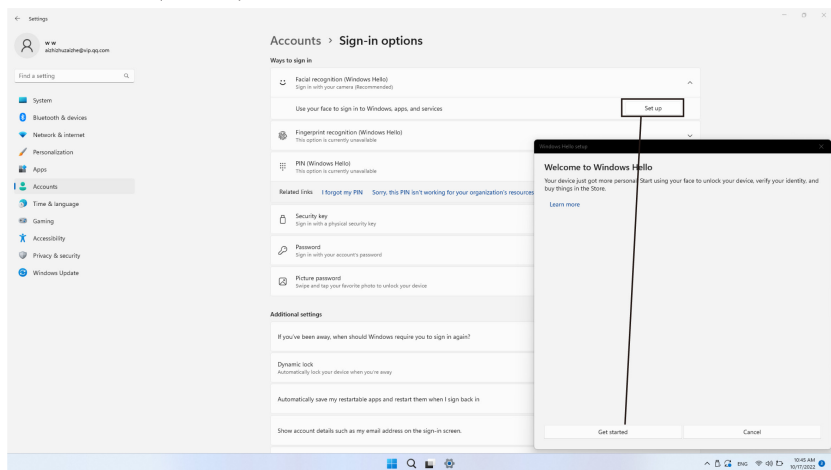 Settings
w w
aizhizhuzaizhe@vip.qq.com
Find a setting
System
Bluetooth & devices
Network & internet
Personalization
Apps
Accounts
Time & language
Gaming
Accessibility
Privacy & security
Windows Update
Accounts > Sign-in options
Ways to sign in
Facial recognition (Windows Hello)
Sign in with your camera (Recommended)
Use your face to sign in to Windows, apps, and services
Set up
Fingerprint recognition (Windows Hello)
This option is currently unavailable
PIN (Windows Hello)
This option is currently unavailable
Related links I forgot my PIN Sorry, this PIN isn't working for your organization's resources
Security key
Sign in with a physical security key
Password
Sign in with your account's password
Picture password
Swipe and tap your favorite photo to unlock your device
Additional settings
If you've been away, when should Windows require you to sign in again?
Dynamic lock
Automatically lock your device when you're away
Automatically save my restartable apps and restart them when I sign back in
Show account details such as my email address on the sign-in screen.
Windows Hello setup
Welcome to Windows Hello
Your device just got more personal. Start using your face to unlock your device, verify your identity, and
buy things in the Store.
Learn more
Get started
Cancel
ENG
10:45 AM
10/17/2022